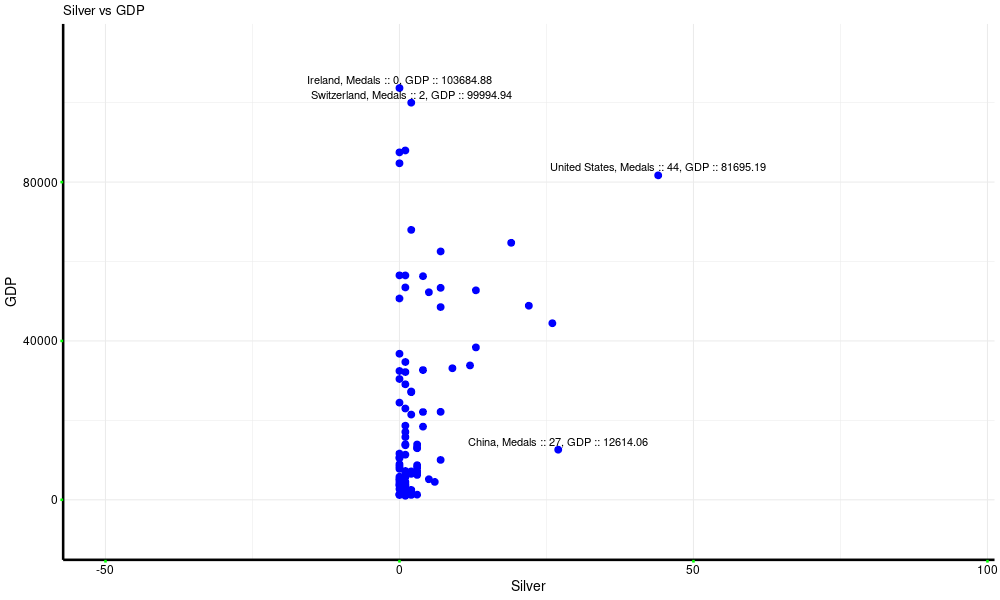 Silver vs GDP
Ireland, Medals :: 0, GDP :: 103684.88
Switzerland, Medals :: 2, GDP :: 99994.94
United States, Medals :: 44, GDP :: 81695.19
80000
GDP
40000
China, Medals :: 27, GDP :: 12614.06
0
-50
0
50
100
Silver